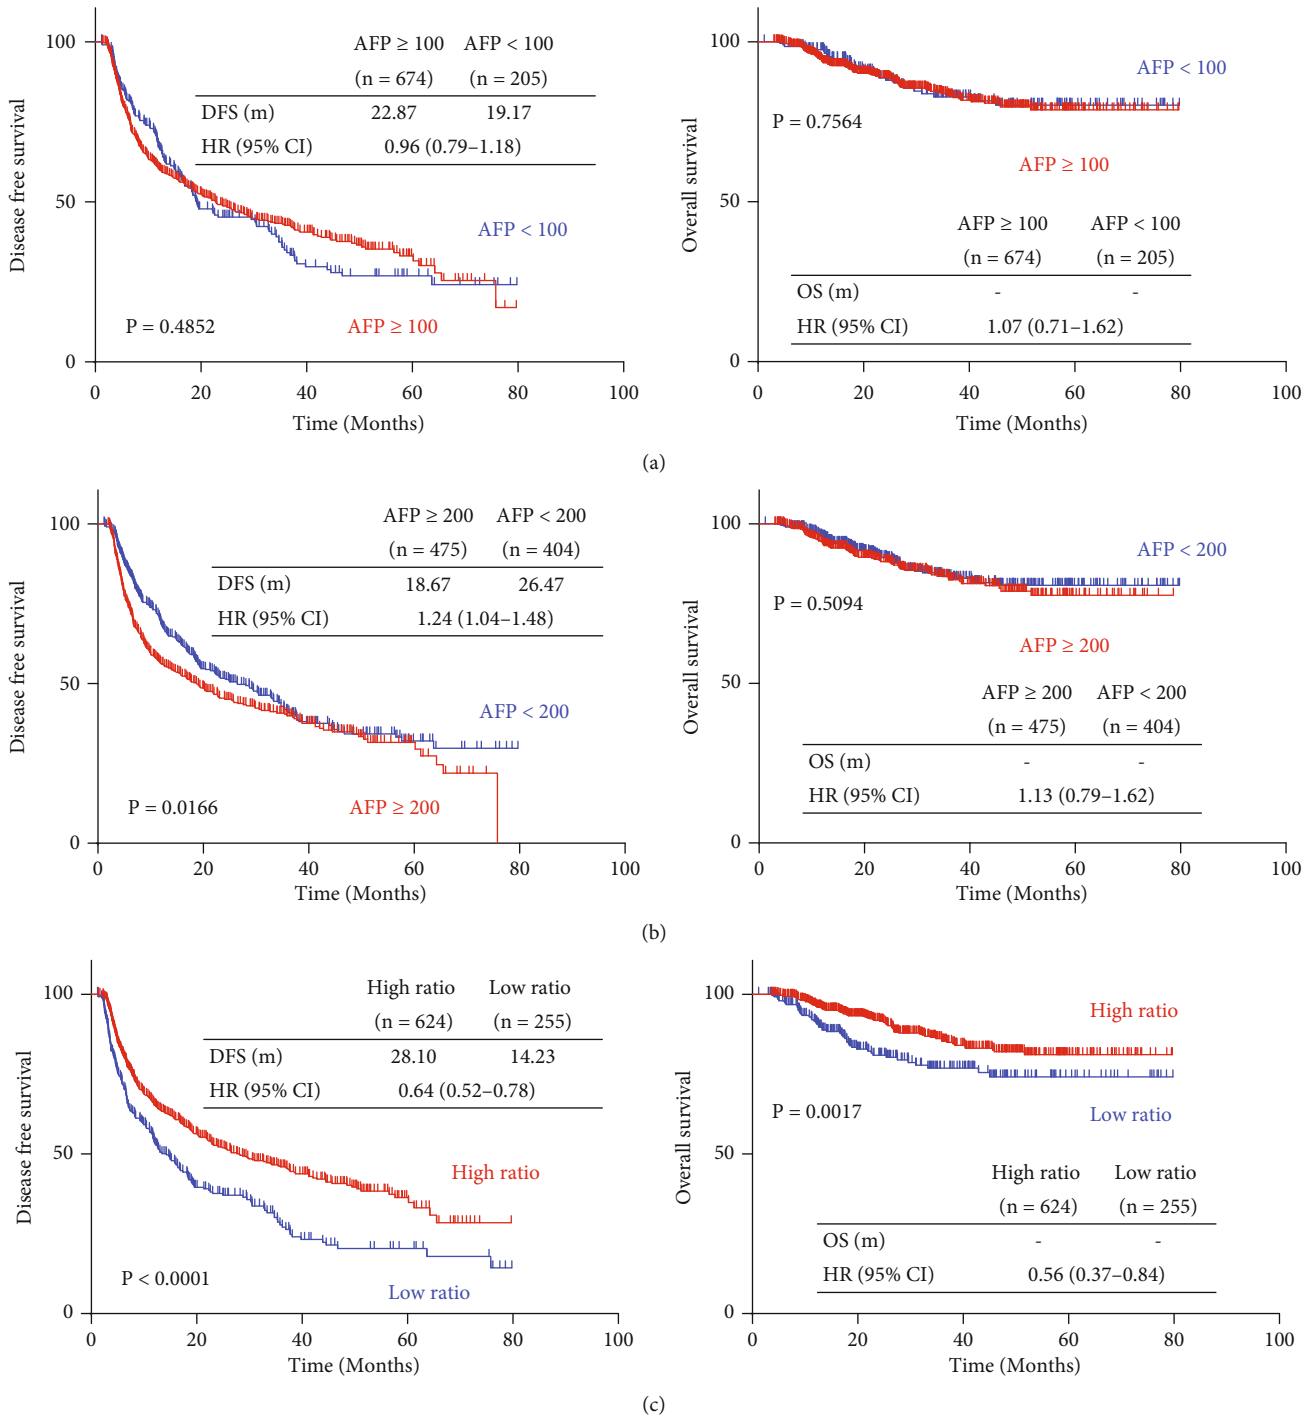 AFP ≥ 100 AFP < 100
(n = 674) (n = 205)
DFS (m) 22.87 19.17
HR (95% CI) 0.96 (0.79–1.18)
AFP < 100
AFP ≥ 100
P = 0.4852
Disease free survival
100
50
0
0 20 40 60 80 100
Time (Months)
AFP < 100
P = 0.7564
AFP ≥ 100
AFP ≥ 100 AFP < 100
(n = 674) (n = 205)
OS (m) - -
HR (95% CI) 1.07 (0.71–1.62)
Overall survival
100
50
0
0 20 40 60 80 100
Time (Months)
(a)
AFP ≥ 200 AFP < 200
(n = 475) (n = 404)
DFS (m) 18.67 26.47
HR (95% CI) 1.24 (1.04–1.48)
AFP < 200
P = 0.0166
AFP ≥ 200
Disease free survival
100
50
0
0 20 40 60 80 100
Time (Months)
AFP < 200
P = 0.5094
AFP ≥ 200
AFP ≥ 200 AFP < 200
(n = 475) (n = 404)
OS (m) - -
HR (95% CI) 1.13 (0.79–1.62)
Overall survival
100
50
0
0 20 40 60 80 100
Time (Months)
(b)
High ratio Low ratio
(n = 624) (n = 255)
DFS (m) 28.10 14.23
HR (95% CI) 0.64 (0.52–0.78)
High ratio
P < 0.0001
Low ratio
Disease free survival
100
50
0
0 20 40 60 80 100
Time (Months)
High ratio
P = 0.0017
Low ratio
High ratio Low ratio
(n = 624) (n = 255)
OS (m) - -
HR (95% CI) 0.56 (0.37–0.84)
Overall survival
100
50
0
0 20 40 60 80 100
Time (Months)
(c)